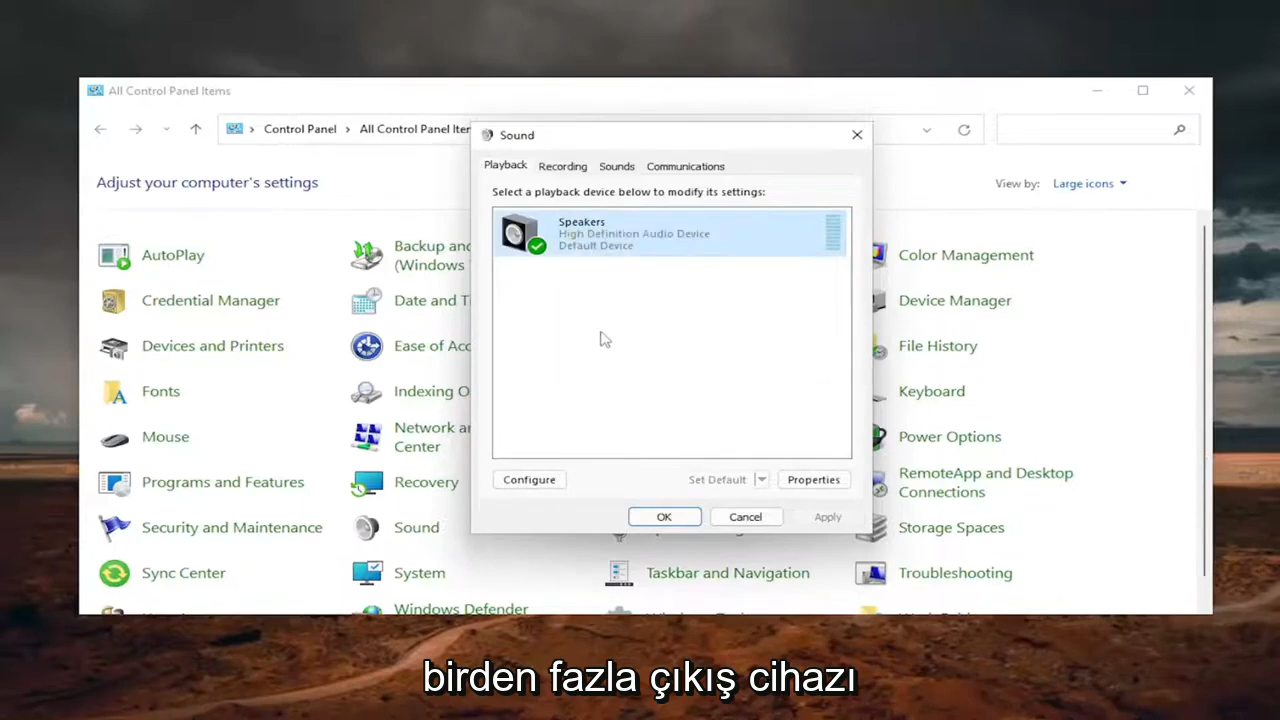 All Control Panel Items
Control Panel > All Control Panel Iter
Adjust your computer's settings
View by: Large icons
Sound
Playback Recording Sounds Communications
Select a playback device below to modify its settings:
Speakers
High Definition Audio Device
Default Device
Configure Set Default Properties
OK Cancel Apply
AutoPlay
Backup and
(Windows
Color Management
Credential Manager
Date and T
Device Manager
Devices and Printers
Ease of Acc
File History
Fonts
Indexing O
Keyboard
Mouse
Network an
Center
Power Options
Programs and Features
Recovery
RemoteApp and Desktop
Connections
Security and Maintenance
Sound
Storage Spaces
Sync Center
System
Taskbar and Navigation
Troubleshooting
Windows Defender
birden fazla çıkış cihazı